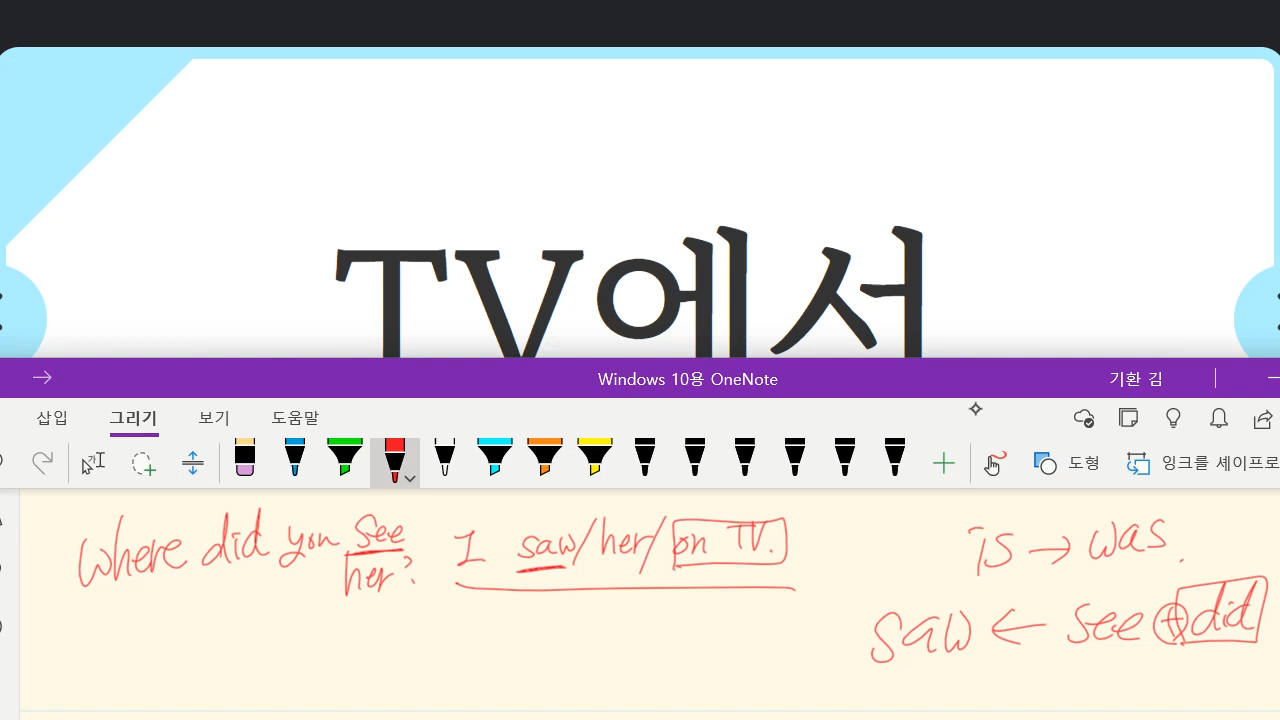 TV에서
Windows 10용 OneNote
기환 김
삽입 그리기 보기 도움말
가 도형 잉크를 셰이프로
Where did you see her? I saw/her/on TV. is → was.
saw ← see + did